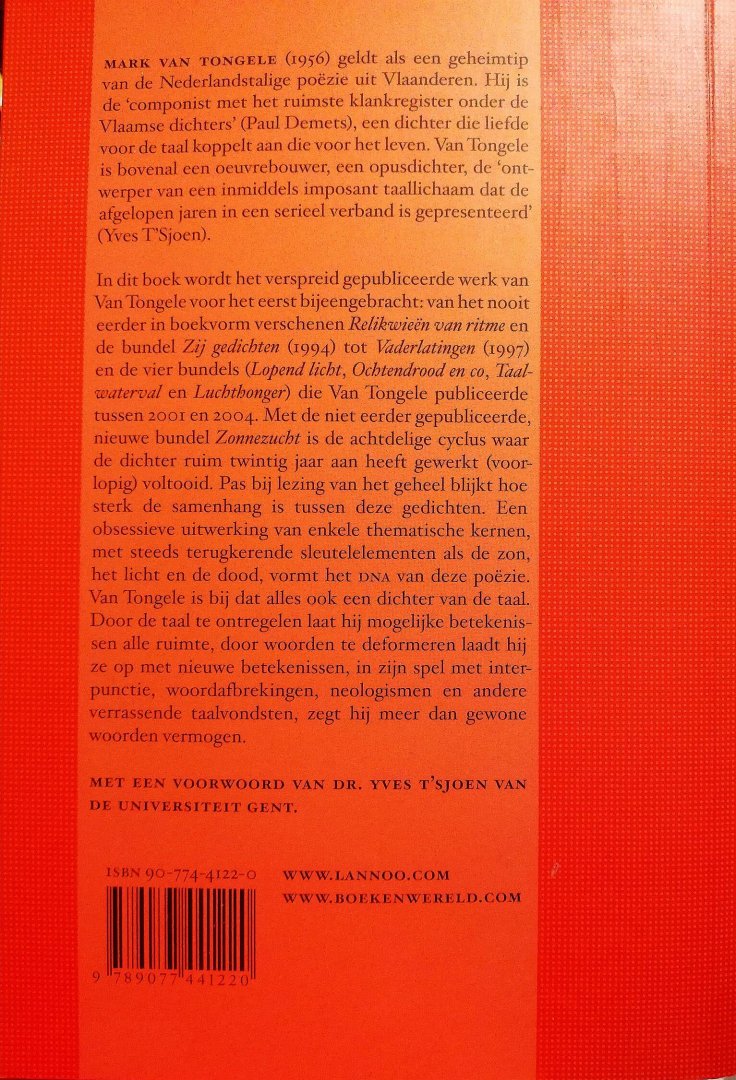 MARK VAN TONGELE (1956) geldt als een geheimtip
van de Nederlandstalige poëzie uit Vlaanderen. Hij is
de ‘componist met het ruimste klankregister onder de
Vlaamse dichters’ (Paul Demets), een dichter die liefde
voor de taal koppelt aan die voor het leven. Van Tongele
is bovenal een oeuvrebouwer, een opusdichter, de ‘ont-
werper van een inmiddels imposant taallichaam dat de
afgelopen jaren in een serieel verband is gepresenteerd’
(Yves T’Sjoen).
In dit boek wordt het verspreid gepubliceerde werk van
Van Tongele voor het eerst bijeengebracht: van het nooit
eerder in boekvorm verschenen Relikwieën van ritme en
de bundel Zij gedichten (1994) tot Vaderlatingen (1997)
en de vier bundels (Lopend licht, Ochtendrood en co, Taal-
waterval en Luchthonger) die Van Tongele publiceerde
tussen 2001 en 2004. Met de niet eerder gepubliceerde,
nieuwe bundel Zonnezucht is de achtdelige cyclus waar
de dichter ruim twintig jaar aan heeft gewerkt (voor-
lopig) voltooid. Pas bij lezing van het geheel blijkt hoe
sterk de samenhang is tussen deze gedichten. Een
obsessieve uitwerking van enkele thematische kernen,
met steeds terugkerende sleutelelementen als de zon,
het licht en de dood, vormt het DNA van deze poëzie.
Van Tongele is bij dat alles ook een dichter van de taal.
Door de taal te ontregelen laat hij mogelijke betekenis-
sen alle ruimte, door woorden te deformeren laadt hij
ze op met nieuwe betekenissen, in zijn spel met inter-
punctie, woordafbrekingen, neologismen en andere
verrassende taalvondsten, zegt hij meer dan gewone
woorden vermogen.
MET EEN VOORWOORD VAN DR. YVES T’SJOEN VAN
DE UNIVERSITEIT GENT.
ISBN 90-774-4122-0
WWW.LANNOO.COM
WWW.BOEKENWERELD.COM
9 789077 441220